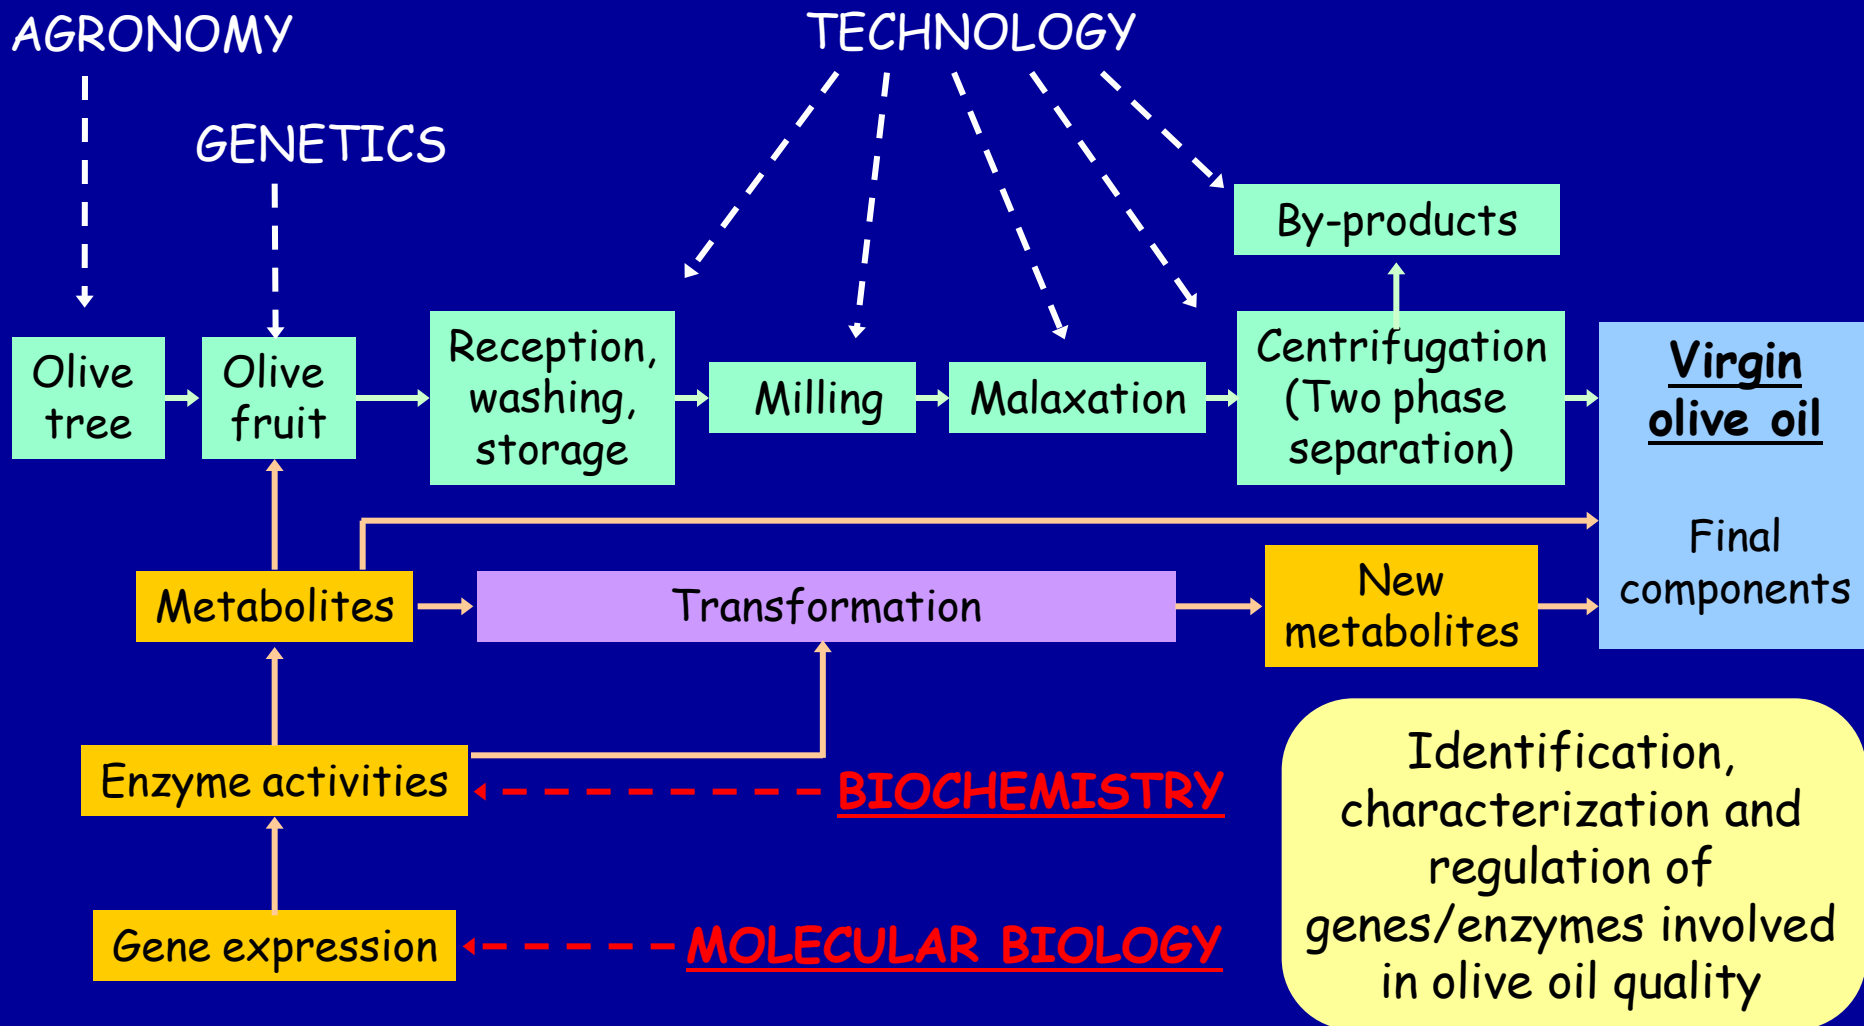 AGRONOMY
TECHNOLOGY
GENETICS
By-products
Olive
tree
Olive
fruit
Reception,
washing,
storage
Milling
Malaxation
Centrifugation
(Two phase
separation)
Virgin
olive oil
Final
components
Metabolites
Transformation
New
metabolites
Enzyme activities
BIOCHEMISTRY
Gene expression
MOLECULAR BIOLOGY
Identification,
characterization and
regulation of
genes/enzymes involved
in olive oil quality